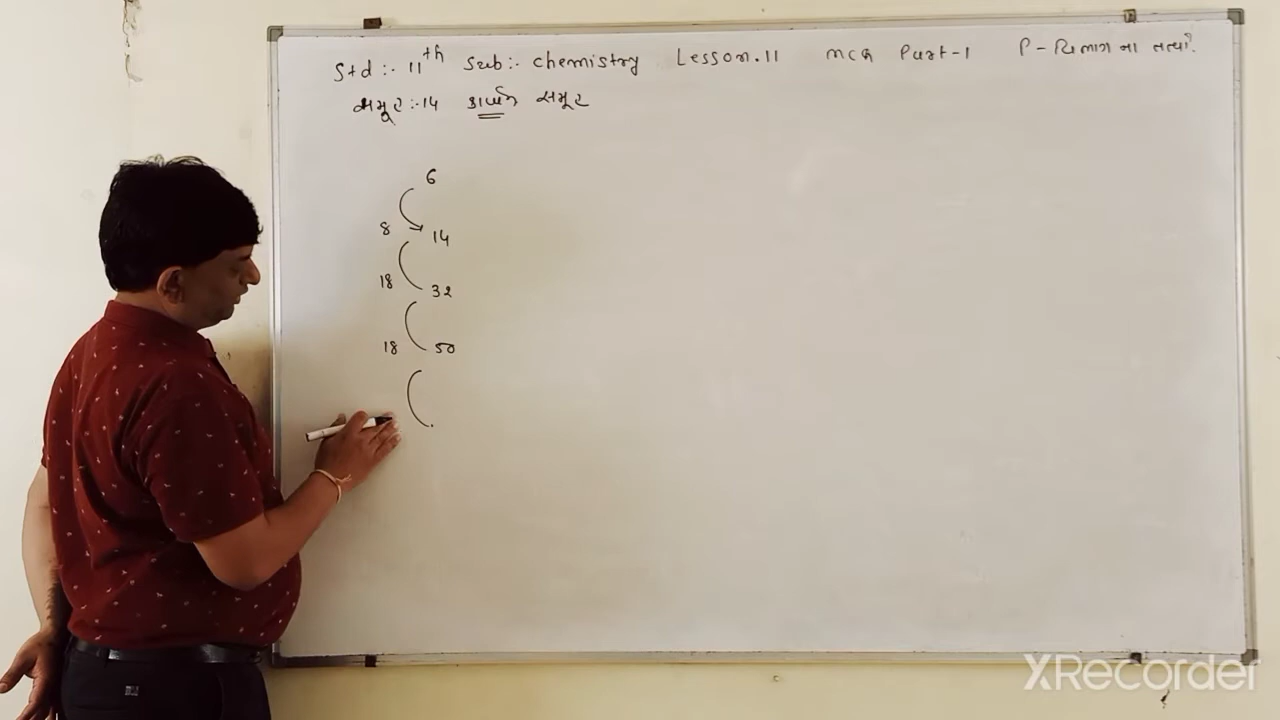 Std :- 11th Sub :- chemistry Lesson.11 MCQ Part-1 P-વિભાગ ના તત્વો.
સમૂહ :- 14 કાર્બન સમૂહ
6
8 14
18 32
18 50
XRecorder